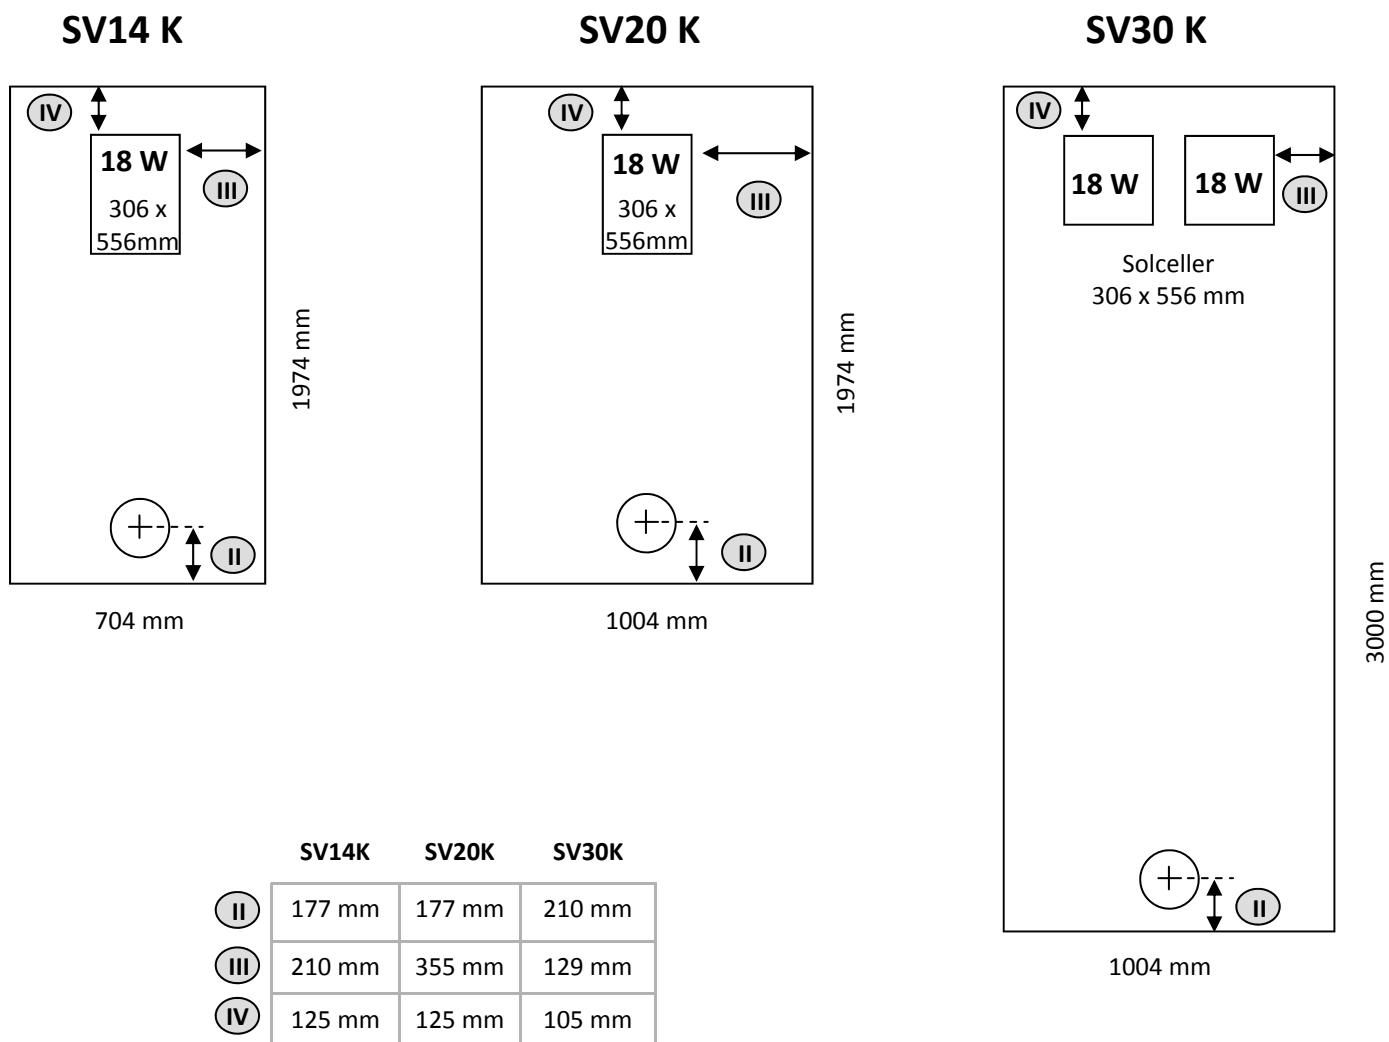 SV14 K
IV
18 W
306 x
556mm
III
1974 mm
II
704 mm
SV20 K
IV
18 W
306 x
556mm
III
1974 mm
II
1004 mm
SV30 K
IV
18 W
18 W
III
Solceller
306 x 556 mm
3000 mm
II
1004 mm
SV14K SV20K SV30K
II 177 mm 177 mm 210 mm
III 210 mm 355 mm 129 mm
IV 125 mm 125 mm 105 mm